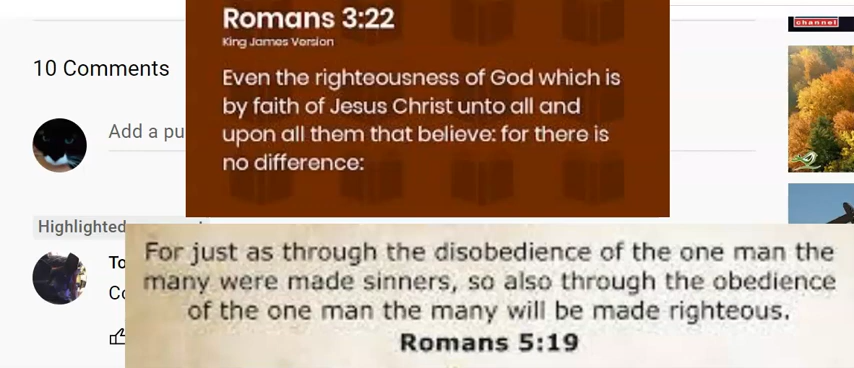 channel
Romans 3:22
King James Version
10 Comments
Even the righteousness of God which is
by faith of Jesus Christ unto all and
upon all them that believe: for there is
no difference:
Add a pu
Highlighted
To
For just as through the disobedience of the one man the
many were made sinners, so also through the obedience
of the one man the many will be made righteous.
Romans 5:19